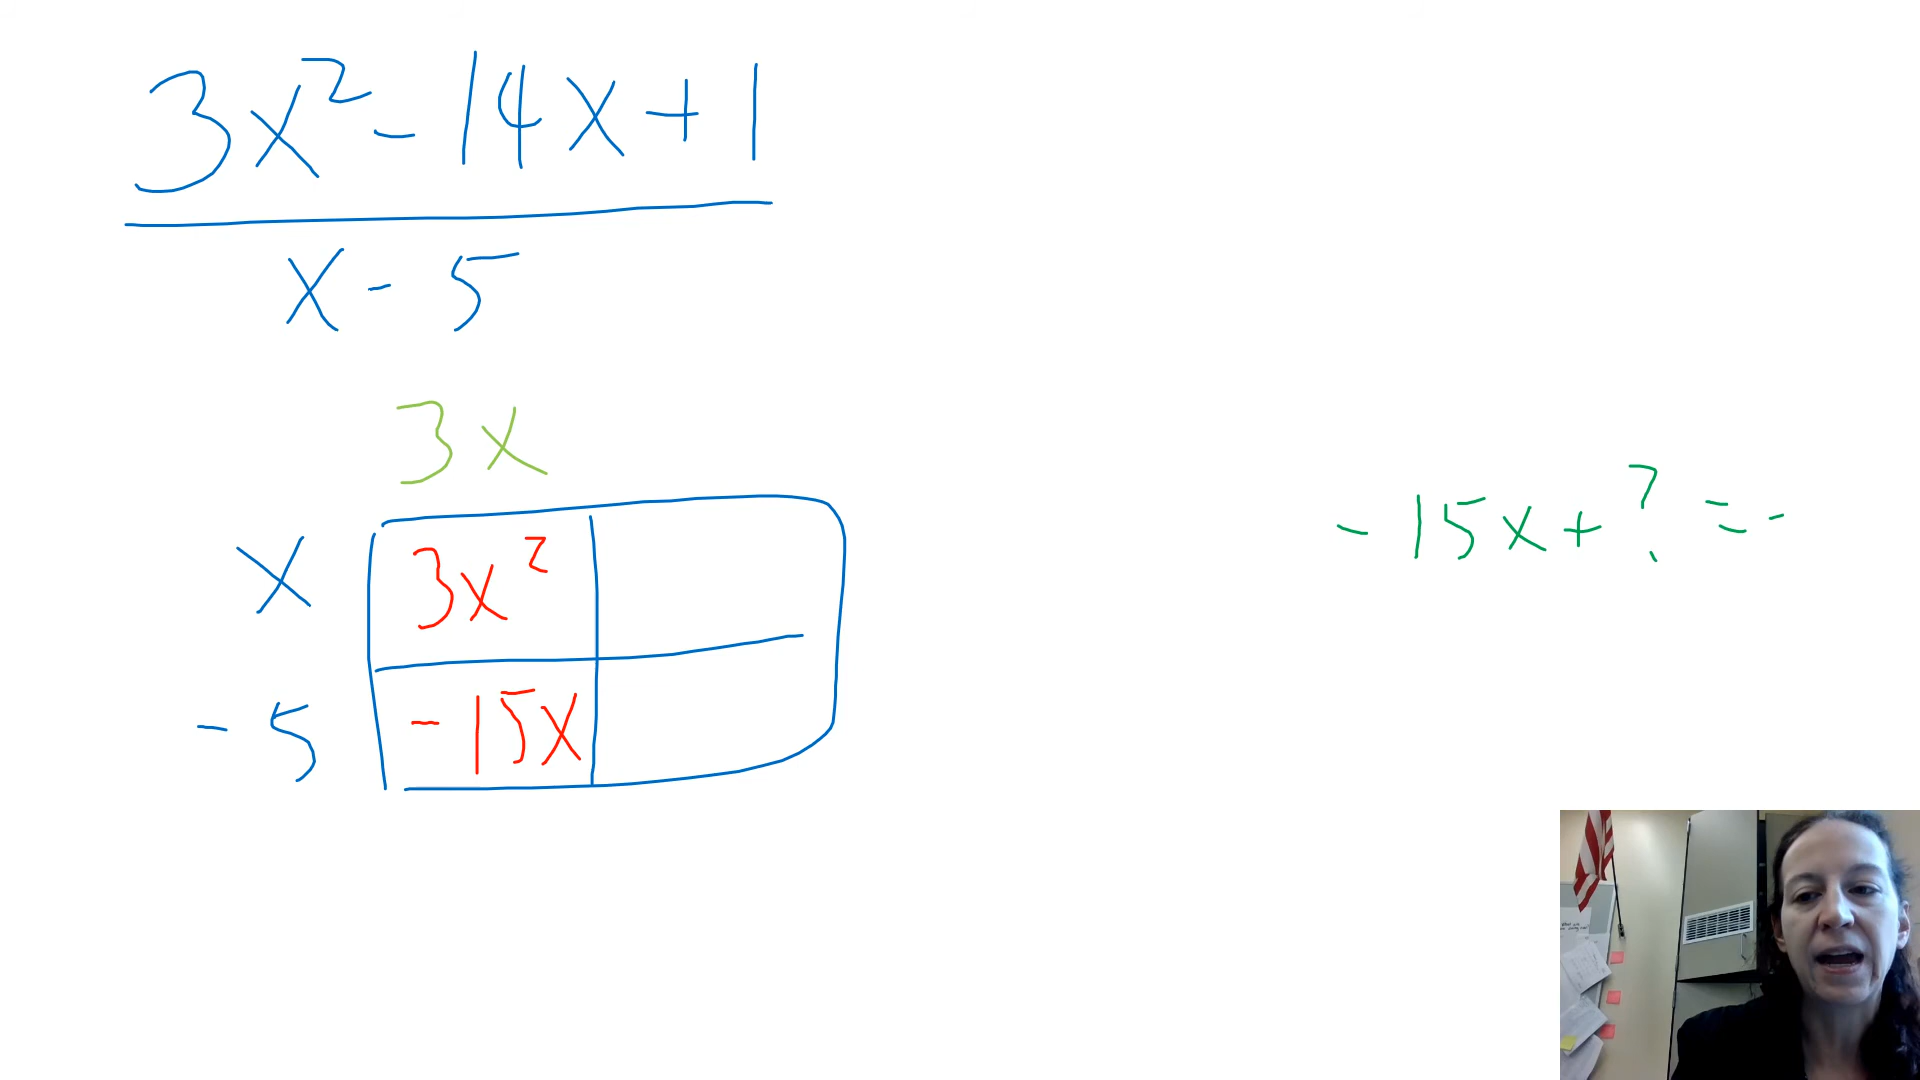 3x² - 14x + 1
x - 5
3x
x 3x²
- 5 - 15x
- 15x + ? = -